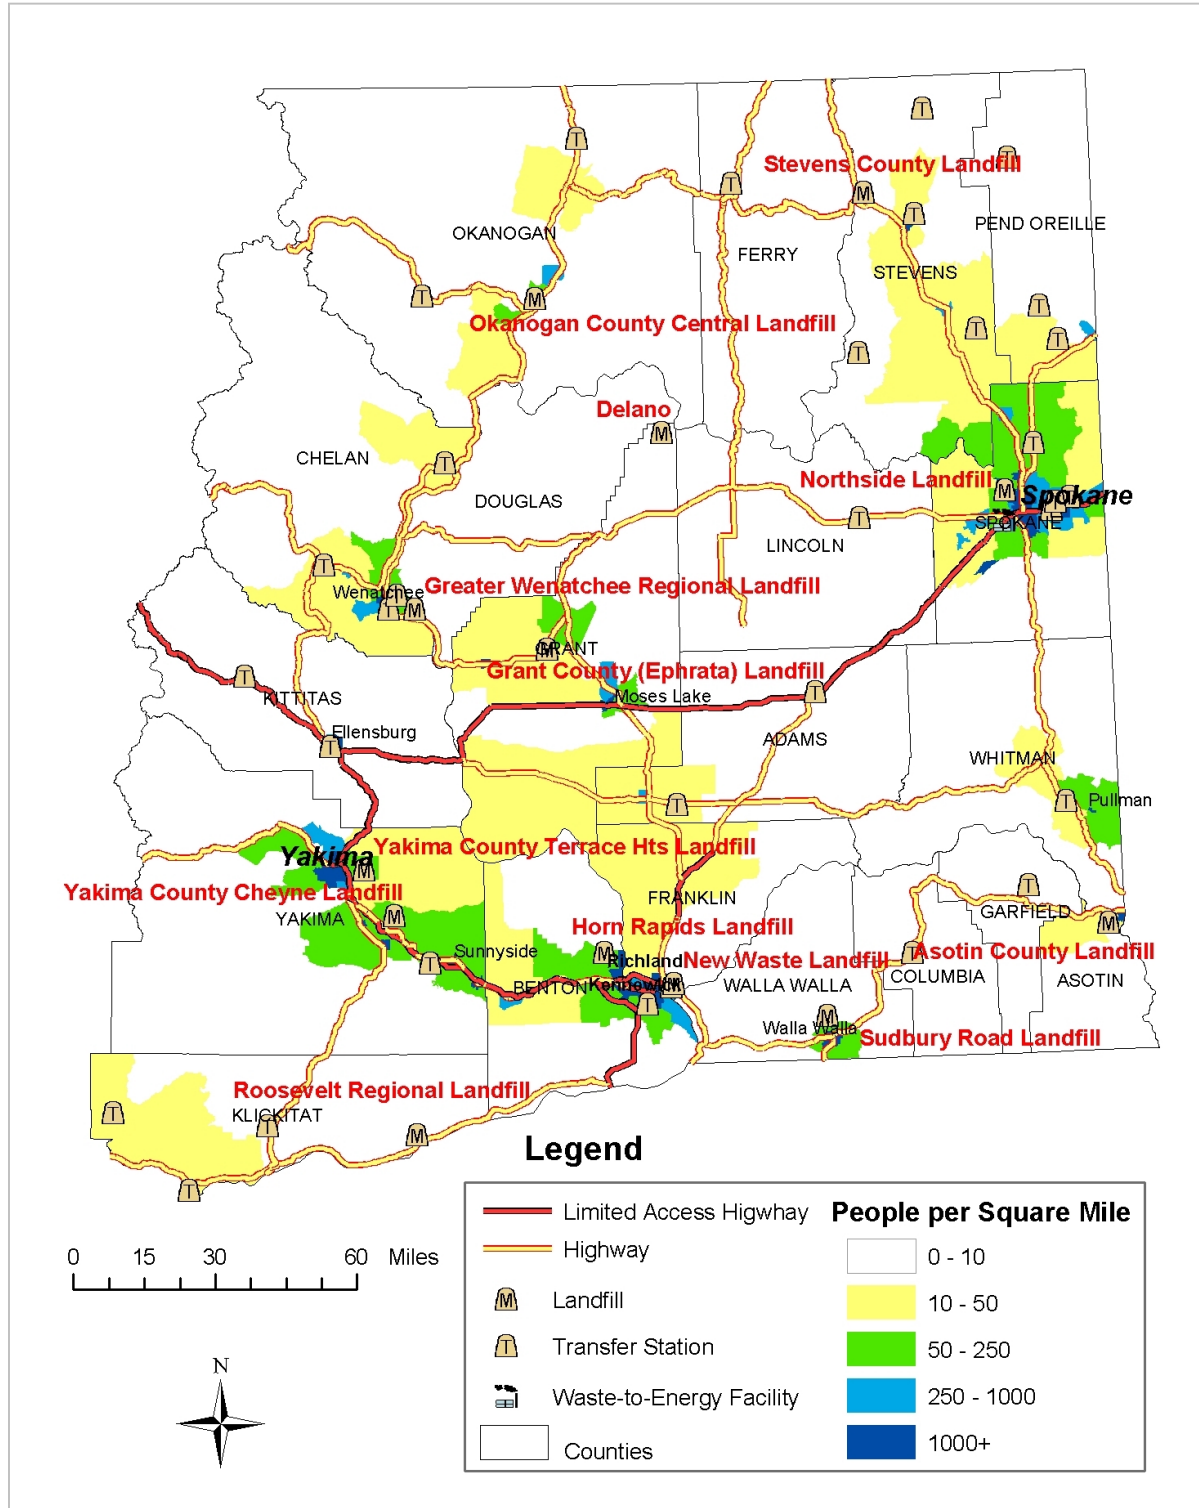 T
T
Stevens County Landfill
T
M
T
PEND OREILLE
OKANOGAN
FERRY
STEVENS
T
M
T
Okanogan County Central Landfill
T
T
T
Delano
M
T
CHELAN
T
Northside Landfill
M
Spokane
DOUGLAS
T
SPOKANE
LINCOLN
T
Wenatchee
Greater Wenatchee Regional Landfill
T
T
M
GRANT
M
Grant County (Ephrata) Landfill
T
Moses Lake
T
KITTITAS
Ellensburg
T
ADAMS
WHITMAN
T
T
Pullman
Yakima
Yakima County Terrace Hts Landfill
M
Yakima County Cheyne Landfill
FRANKLIN
T
YAKIMA
M
GARFIELD
M
Horn Rapids Landfill
Sunnyside
M
T
Asotin County Landfill
T
Richland
New Waste Landfill
COLUMBIA
ASOTIN
BENTON
Kennewick
M
WALLA WALLA
T
M
Walla Walla
Sudbury Road Landfill
Roosevelt Regional Landfill
T
KLICKITAT
T
M
T
Legend
Limited Access Higwhay
People per Square Mile
Highway
0 - 10
M Landfill
10 - 50
T Transfer Station
50 - 250
Waste-to-Energy Facility
250 - 1000
Counties
1000+
0 15 30 60 Miles
N